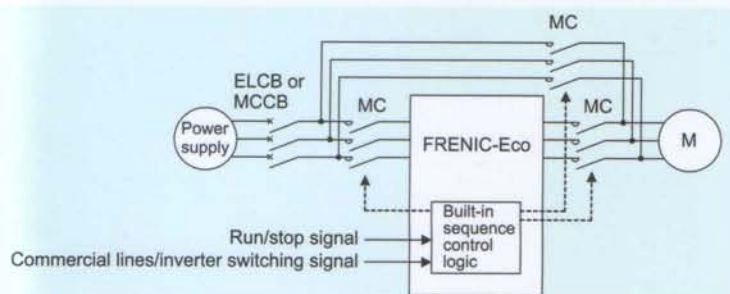 MC
ELCB or
MCCB
MC
MC
Power
supply
FRENIC-Eco
M
Built-in
sequence
control
logic
Run/stop signal
Commercial lines/inverter switching signal